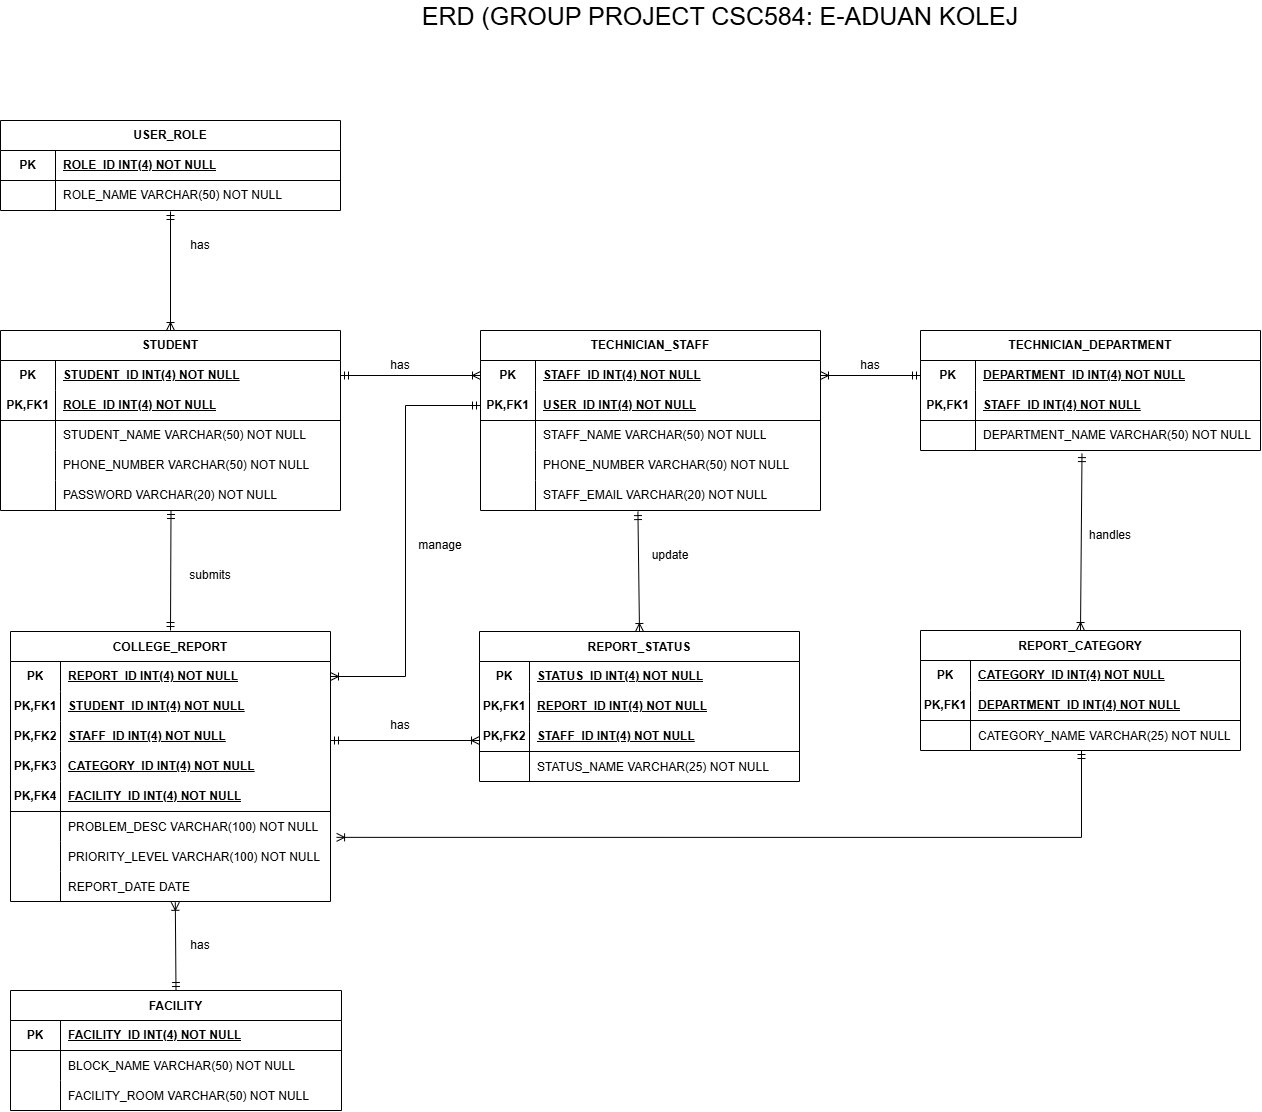 ERD (GROUP PROJECT CSC584: E-ADUAN KOLEJ
USER_ROLE
PK ROLE_ID INT(4) NOT NULL
ROLE_NAME VARCHAR(50) NOT NULL
has
STUDENT
PK STUDENT_ID INT(4) NOT NULL
PK,FK1 ROLE_ID INT(4) NOT NULL
STUDENT_NAME VARCHAR(50) NOT NULL
PHONE_NUMBER VARCHAR(50) NOT NULL
PASSWORD VARCHAR(20) NOT NULL
has
TECHNICIAN_STAFF
PK STAFF_ID INT(4) NOT NULL
PK,FK1 USER_ID INT(4) NOT NULL
STAFF_NAME VARCHAR(50) NOT NULL
PHONE_NUMBER VARCHAR(50) NOT NULL
STAFF_EMAIL VARCHAR(20) NOT NULL
has
TECHNICIAN_DEPARTMENT
PK DEPARTMENT_ID INT(4) NOT NULL
PK,FK1 STAFF_ID INT(4) NOT NULL
DEPARTMENT_NAME VARCHAR(50) NOT NULL
submits
manage
update
handles
COLLEGE_REPORT
PK REPORT_ID INT(4) NOT NULL
PK,FK1 STUDENT_ID INT(4) NOT NULL
PK,FK2 STAFF_ID INT(4) NOT NULL
PK,FK3 CATEGORY_ID INT(4) NOT NULL
PK,FK4 FACILITY_ID INT(4) NOT NULL
PROBLEM_DESC VARCHAR(100) NOT NULL
PRIORITY_LEVEL VARCHAR(100) NOT NULL
REPORT_DATE DATE
has
REPORT_STATUS
PK STATUS_ID INT(4) NOT NULL
PK,FK1 REPORT_ID INT(4) NOT NULL
PK,FK2 STAFF_ID INT(4) NOT NULL
STATUS_NAME VARCHAR(25) NOT NULL
REPORT_CATEGORY
PK CATEGORY_ID INT(4) NOT NULL
PK,FK1 DEPARTMENT_ID INT(4) NOT NULL
CATEGORY_NAME VARCHAR(25) NOT NULL
has
FACILITY
PK FACILITY_ID INT(4) NOT NULL
BLOCK_NAME VARCHAR(50) NOT NULL
FACILITY_ROOM VARCHAR(50) NOT NULL